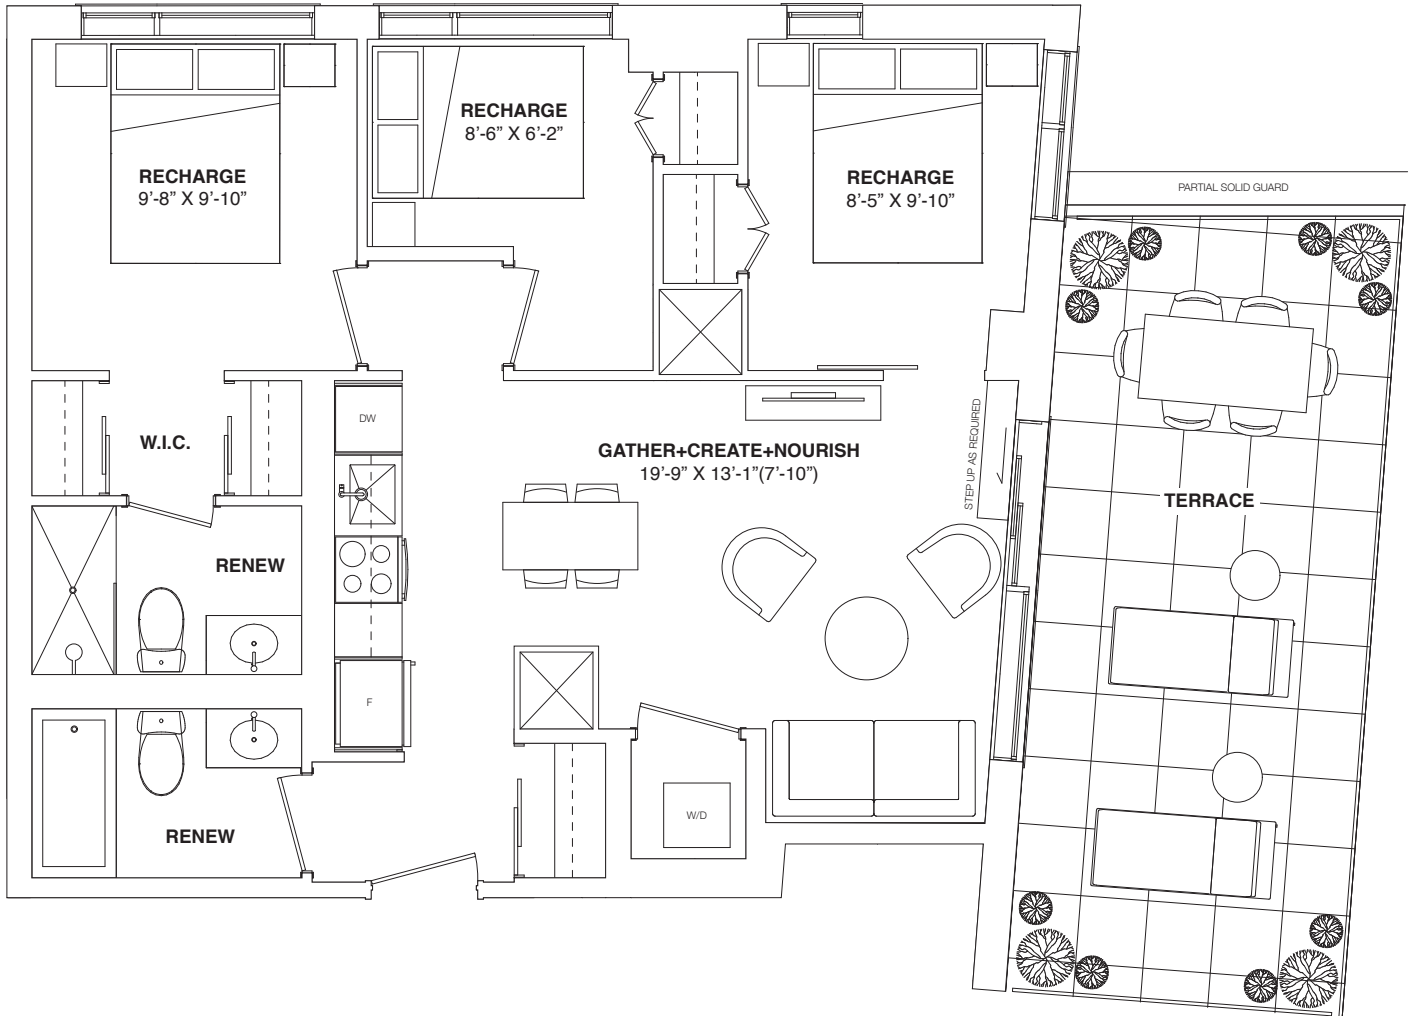 RECHARGE
9’-8” X 9’-10”
RECHARGE
8’-6” X 6’-2”
RECHARGE
8’-5” X 9’-10”
PARTIAL SOLID GUARD
W.I.C.
DW
GATHER+CREATE+NOURISH
19’-9” X 13’-1”(7’-10”)
STEP UP AS REQUIRED
TERRACE
RENEW
F
RENEW
W/D